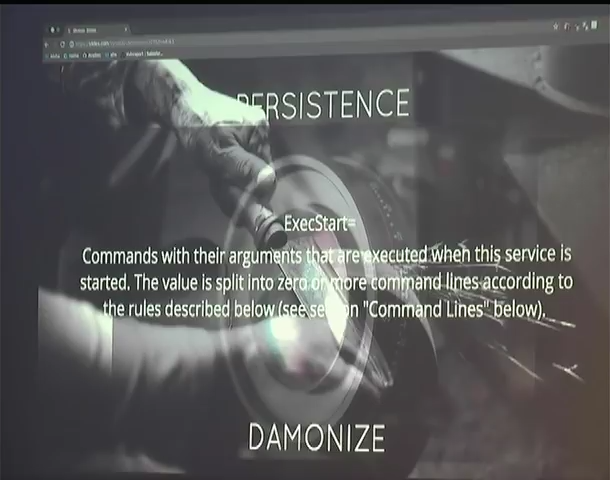 PERSISTENCE
ExecStart=
Commands with their arguments that are executed when this service is
started. The value is split into zero or more command lines according to
the rules described below (see section "Command Lines" below).
DAMONIZE